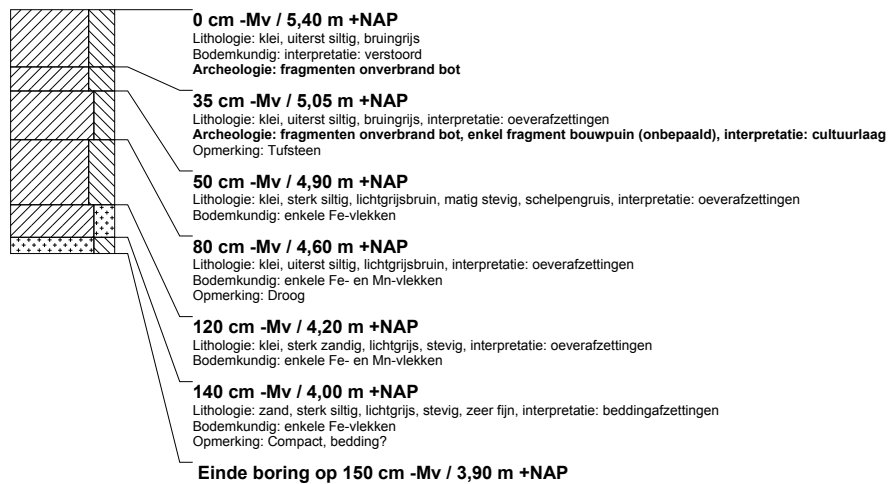 0 cm -Mv / 5,40 m +NAP
Lithologie: klei, uiterst siltig, bruingrijs
Bodemkundig: interpretatie: verstoord
Archeologie: fragmenten onverbrand bot
35 cm -Mv / 5,05 m +NAP
Lithologie: klei, uiterst siltig, bruingrijs, interpretatie: oeverafzettingen
Archeologie: fragmenten onverbrand bot, enkel fragment bouwpuin (onbepaald), interpretatie: cultuurlaag
Opmerking: Tufsteen
50 cm -Mv / 4,90 m +NAP
Lithologie: klei, sterk siltig, lichtgrijsbruin, matig stevig, schelpengruis, interpretatie: oeverafzettingen
Bodemkundig: enkele Fe-vlekken
80 cm -Mv / 4,60 m +NAP
Lithologie: klei, uiterst siltig, lichtgrijsbruin, interpretatie: oeverafzettingen
Bodemkundig: enkele Fe- en Mn-vlekken
Opmerking: Droog
120 cm -Mv / 4,20 m +NAP
Lithologie: klei, sterk zandig, lichtgrijs, stevig, interpretatie: oeverafzettingen
Bodemkundig: enkele Fe- en Mn-vlekken
140 cm -Mv / 4,00 m +NAP
Lithologie: zand, sterk siltig, lichtgrijs, stevig, zeer fijn, interpretatie: beddingafzettingen
Bodemkundig: enkele Fe-vlekken
Opmerking: Compact, bedding?
Einde boring op 150 cm -Mv / 3,90 m +NAP